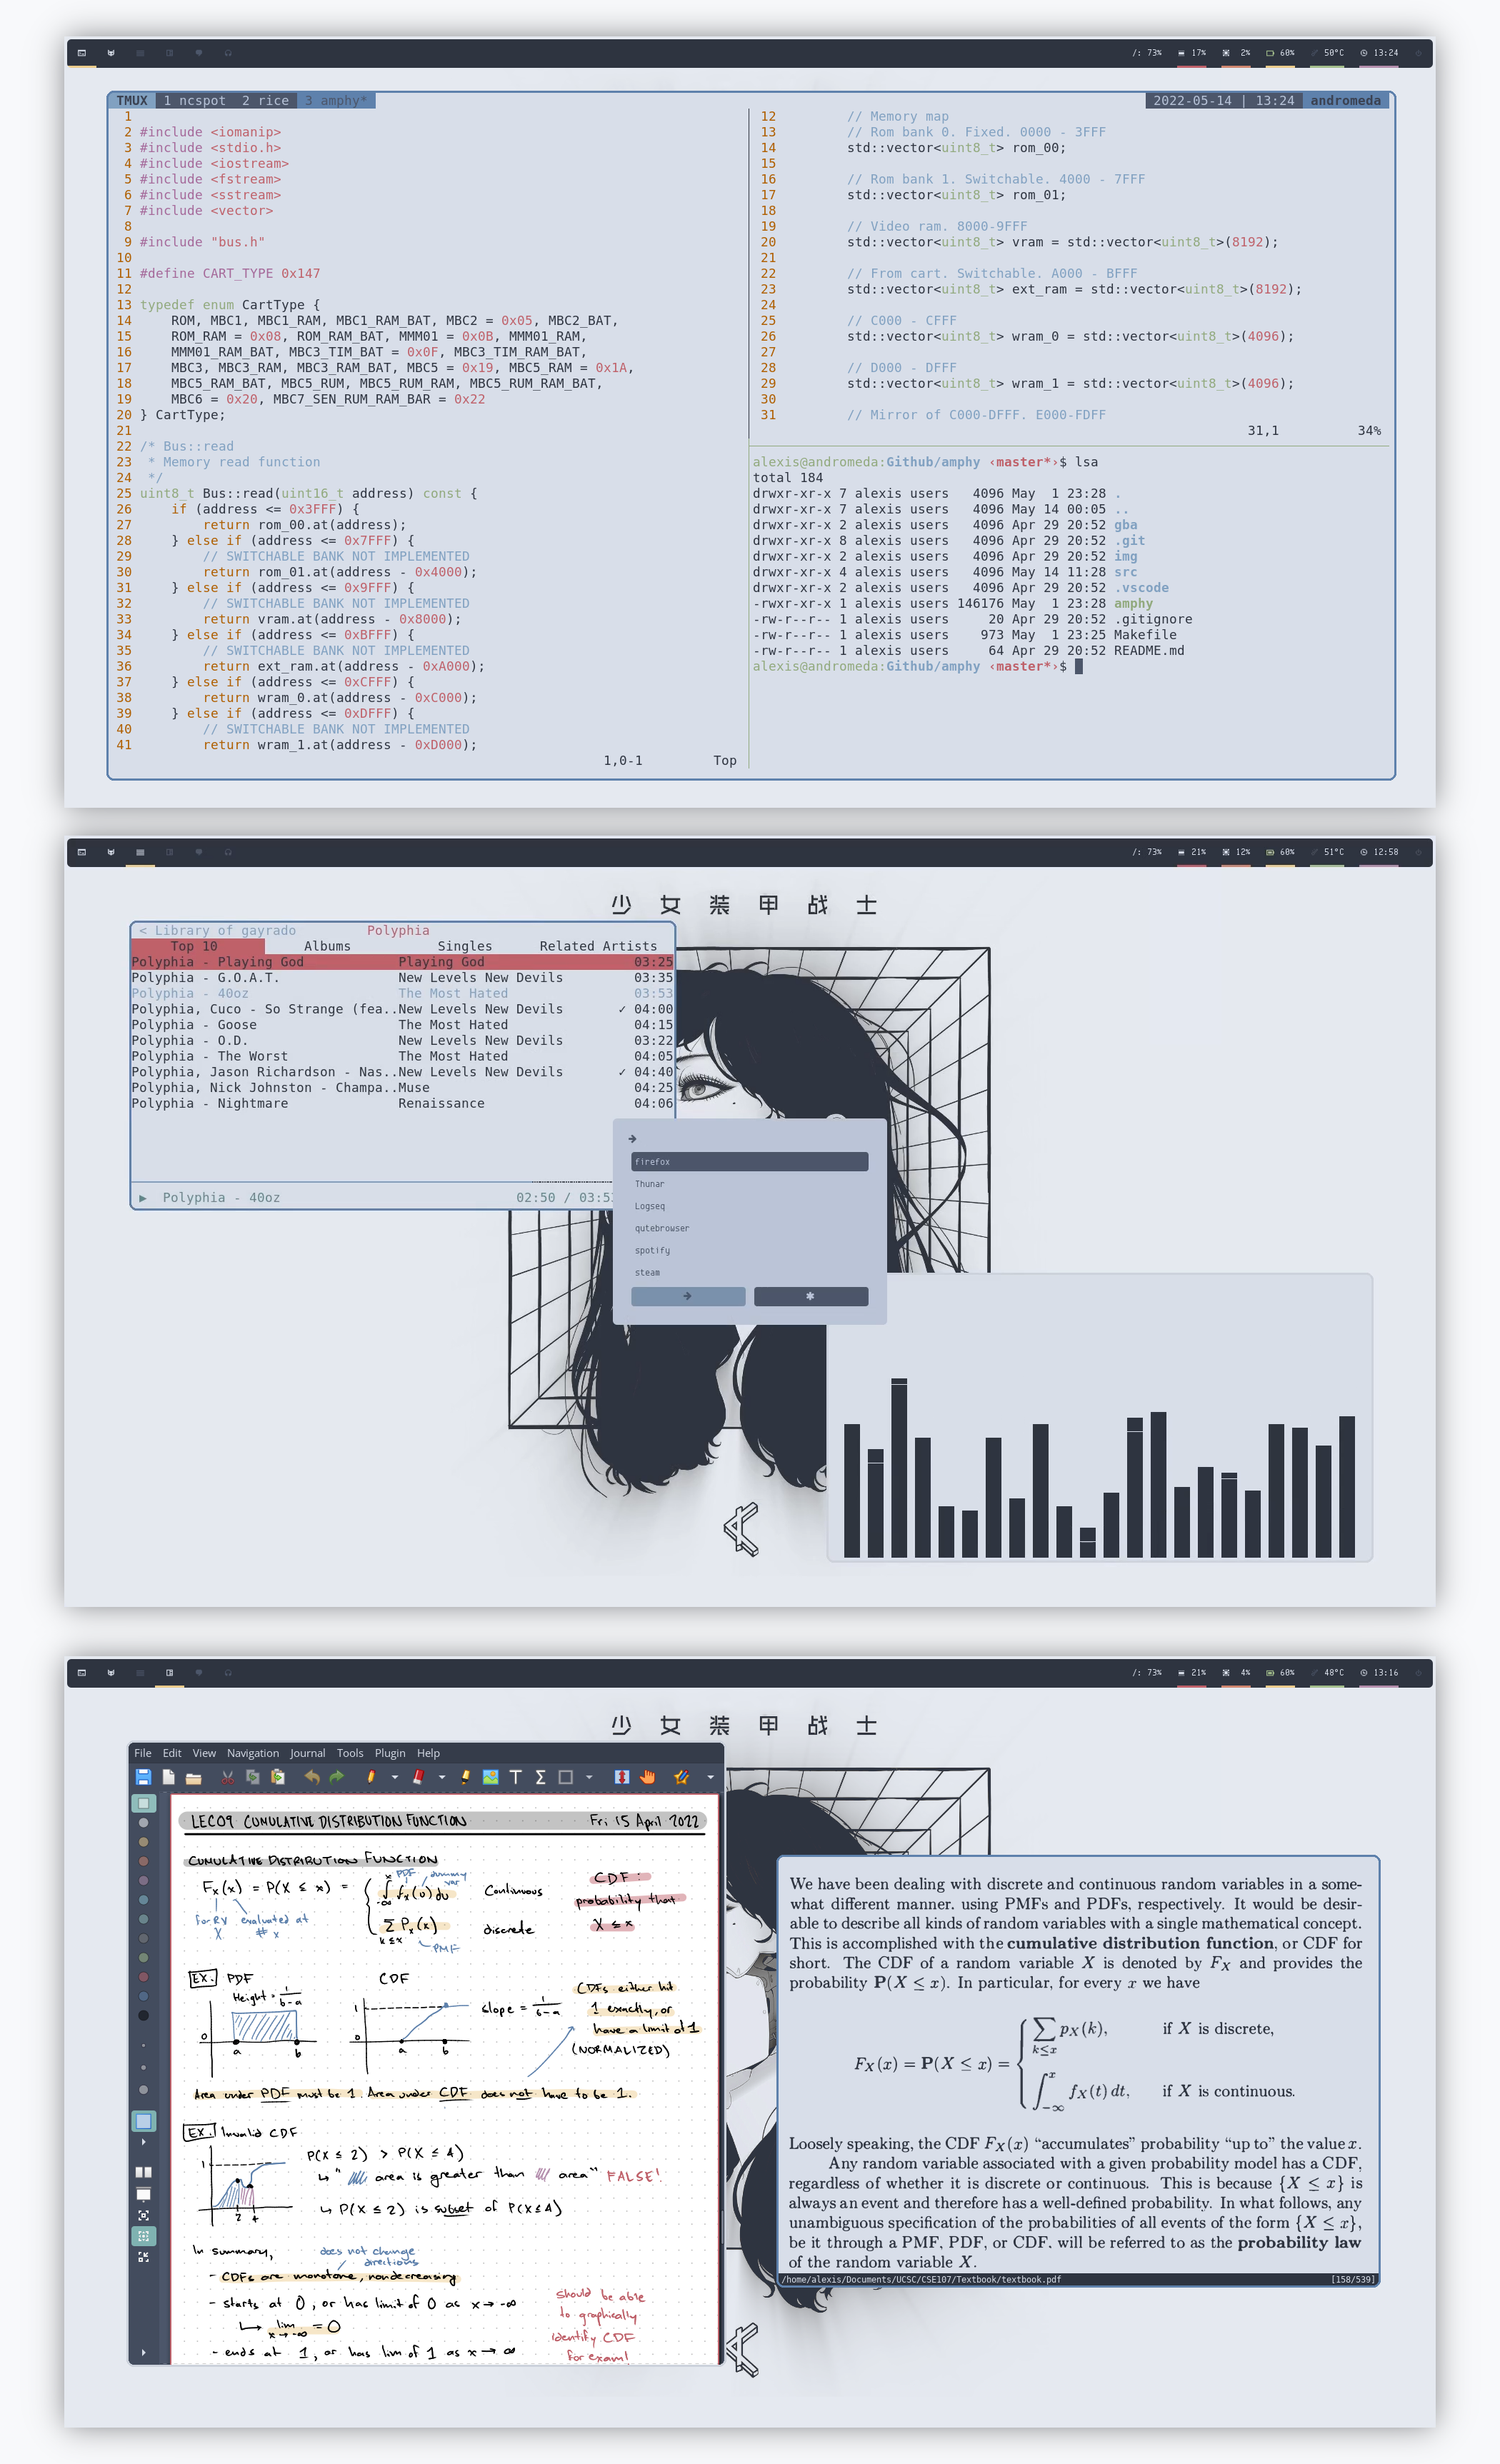 /: 73% 17% 2% 60% 50°C 13:24
TMUX 1 ncspot 2 rice 3 amphy* 2022-05-14 | 13:24 andromeda
1
2 #include <iomanip>
3 #include <stdio.h>
4 #include <iostream>
5 #include <fstream>
6 #include <sstream>
7 #include <vector>
8
9 #include "bus.h"
10
11 #define CART_TYPE 0x147
12
13 typedef enum CartType {
14 ROM, MBC1, MBC1_RAM, MBC1_RAM_BAT, MBC2 = 0x05, MBC2_BAT,
15 ROM_RAM = 0x08, ROM_RAM_BAT, MMM01 = 0x0B, MMM01_RAM,
16 MMM01_RAM_BAT, MBC3_TIM_BAT = 0x0F, MBC3_TIM_RAM_BAT,
17 MBC3, MBC3_RAM, MBC3_RAM_BAT, MBC5 = 0x19, MBC5_RAM = 0x1A,
18 MBC5_RAM_BAT, MBC5_RUM, MBC5_RUM_RAM, MBC5_RUM_RAM_BAT,
19 MBC6 = 0x20, MBC7_SEN_RUM_RAM_BAR = 0x22
20 } CartType;
21
22 /* Bus::read
23 * Memory read function
24 */
25 uint8_t Bus::read(uint16_t address) const {
26 if (address <= 0x3FFF) {
27 return rom_00.at(address);
28 } else if (address <= 0x7FFF) {
29 // SWITCHABLE BANK NOT IMPLEMENTED
30 return rom_01.at(address - 0x4000);
31 } else if (address <= 0x9FFF) {
32 // SWITCHABLE BANK NOT IMPLEMENTED
33 return vram.at(address - 0x8000);
34 } else if (address <= 0xBFFF) {
35 // SWITCHABLE BANK NOT IMPLEMENTED
36 return ext_ram.at(address - 0xA000);
37 } else if (address <= 0xCFFF) {
38 return wram_0.at(address - 0xC000);
39 } else if (address <= 0xDFFF) {
40 // SWITCHABLE BANK NOT IMPLEMENTED
41 return wram_1.at(address - 0xD000);
1,0-1 Top
12 // Memory map
13 // Rom bank 0. Fixed. 0000 - 3FFF
14 std::vector<uint8_t> rom_00;
15
16 // Rom bank 1. Switchable. 4000 - 7FFF
17 std::vector<uint8_t> rom_01;
18
19 // Video ram. 8000-9FFF
20 std::vector<uint8_t> vram = std::vector<uint8_t>(8192);
21
22 // From cart. Switchable. A000 - BFFF
23 std::vector<uint8_t> ext_ram = std::vector<uint8_t>(8192);
24
25 // C000 - CFFF
26 std::vector<uint8_t> wram_0 = std::vector<uint8_t>(4096);
27
28 // D000 - DFFF
29 std::vector<uint8_t> wram_1 = std::vector<uint8_t>(4096);
30
31 // Mirror of C000-DFFF. E000-FDFF
31,1 34%
alexis@andromeda:Github/amphy ‹master*›$ lsa
total 184
drwxr-xr-x 7 alexis users 4096 May 1 23:28 .
drwxr-xr-x 7 alexis users 4096 May 14 00:05 ..
drwxr-xr-x 2 alexis users 4096 Apr 29 20:52 gba
drwxr-xr-x 8 alexis users 4096 Apr 29 20:52 .git
drwxr-xr-x 2 alexis users 4096 Apr 29 20:52 img
drwxr-xr-x 4 alexis users 4096 May 14 11:28 src
drwxr-xr-x 2 alexis users 4096 Apr 29 20:52 .vscode
-rwxr-xr-x 1 alexis users 146176 May 1 23:28 amphy
-rw-r--r-- 1 alexis users 20 Apr 29 20:52 .gitignore
-rw-r--r-- 1 alexis users 973 May 1 23:25 Makefile
-rw-r--r-- 1 alexis users 64 Apr 29 20:52 README.md
alexis@andromeda:Github/amphy ‹master*›$
/: 73% 21% 12% 60% 51°C 12:58
少女装甲战士
< Library of gayrado Polyphia
Top 10 Albums Singles Related Artists
Polyphia - Playing God Playing God 03:25
Polyphia - G.O.A.T. New Levels New Devils 03:35
Polyphia - 40oz The Most Hated 03:53
Polyphia, Cuco - So Strange (fea..New Levels New Devils ✓ 04:00
Polyphia - Goose The Most Hated 04:15
Polyphia - O.D. New Levels New Devils 03:22
Polyphia - The Worst The Most Hated 04:05
Polyphia, Jason Richardson - Nas..New Levels New Devils ✓ 04:40
Polyphia, Nick Johnston - Champa..Muse 04:25
Polyphia - Nightmare Renaissance 04:06
▶ Polyphia - 40oz 02:50 / 03:53
firefox
Thunar
Logseq
qutebrowser
spotify
steam
/: 73% 21% 4% 60% 48°C 13:16
少女装甲战士
File Edit View Navigation Journal Tools Plugin Help
LEC09 CUMULATIVE DISTRIBUTION FUNCTION Fri 15 April 2022
CUMULATIVE DISTRIBUTION FUNCTION
PDF dummy var
F_X(x) = P(X ≤ x) = { ∫_{-∞}^{x} f_X(u) du Continuous
Σ_{k≤x} P_X(x) discrete
for RV X evaluated at # x
PMF
CDF:
probability that
X ≤ x
EX. PDF CDF
Height = 1/(b-a)
0 a b
1 0 a b
slope = 1/(b-a)
CDFs either hit
1 exactly, or
have a limit of 1
(NORMALIZED)
Area under PDF must be 1. Area under CDF does not have to be 1.
EX. Invalid CDF
1 2 4
P(X ≤ 2) > P(X ≤ 4)
↳ " area is greater than area" FALSE!
↳ P(X ≤ 2) is subset of P(X ≤ 4)
In summary,
does not change directions
- CDFs are monotone, nondecreasing
- starts at 0, or has limit of 0 as x → -∞
↳ lim x→-∞ = 0
- ends at 1, or has lim of 1 as x → ∞
should be able
to graphically
identify CDF
for exam!
We have been dealing with discrete and continuous random variables in a some-
what different manner, using PMFs and PDFs, respectively. It would be desir-
able to describe all kinds of random variables with a single mathematical concept.
This is accomplished with the cumulative distribution function, or CDF for
short. The CDF of a random variable X is denoted by F_X and provides the
probability P(X ≤ x). In particular, for every x we have
F_X(x) = P(X ≤ x) = { Σ_{k≤x} p_X(k), if X is discrete,
∫_{-∞}^{x} f_X(t) dt, if X is continuous.
Loosely speaking, the CDF F_X(x) “accumulates” probability “up to” the value x.
Any random variable associated with a given probability model has a CDF,
regardless of whether it is discrete or continuous. This is because {X ≤ x} is
always an event and therefore has a well-defined probability. In what follows, any
unambiguous specification of the probabilities of all events of the form {X ≤ x},
be it through a PMF, PDF, or CDF, will be referred to as the probability law
of the random variable X.
/home/alexis/Documents/UCSC/CSE107/Textbook/textbook.pdf [158/539]